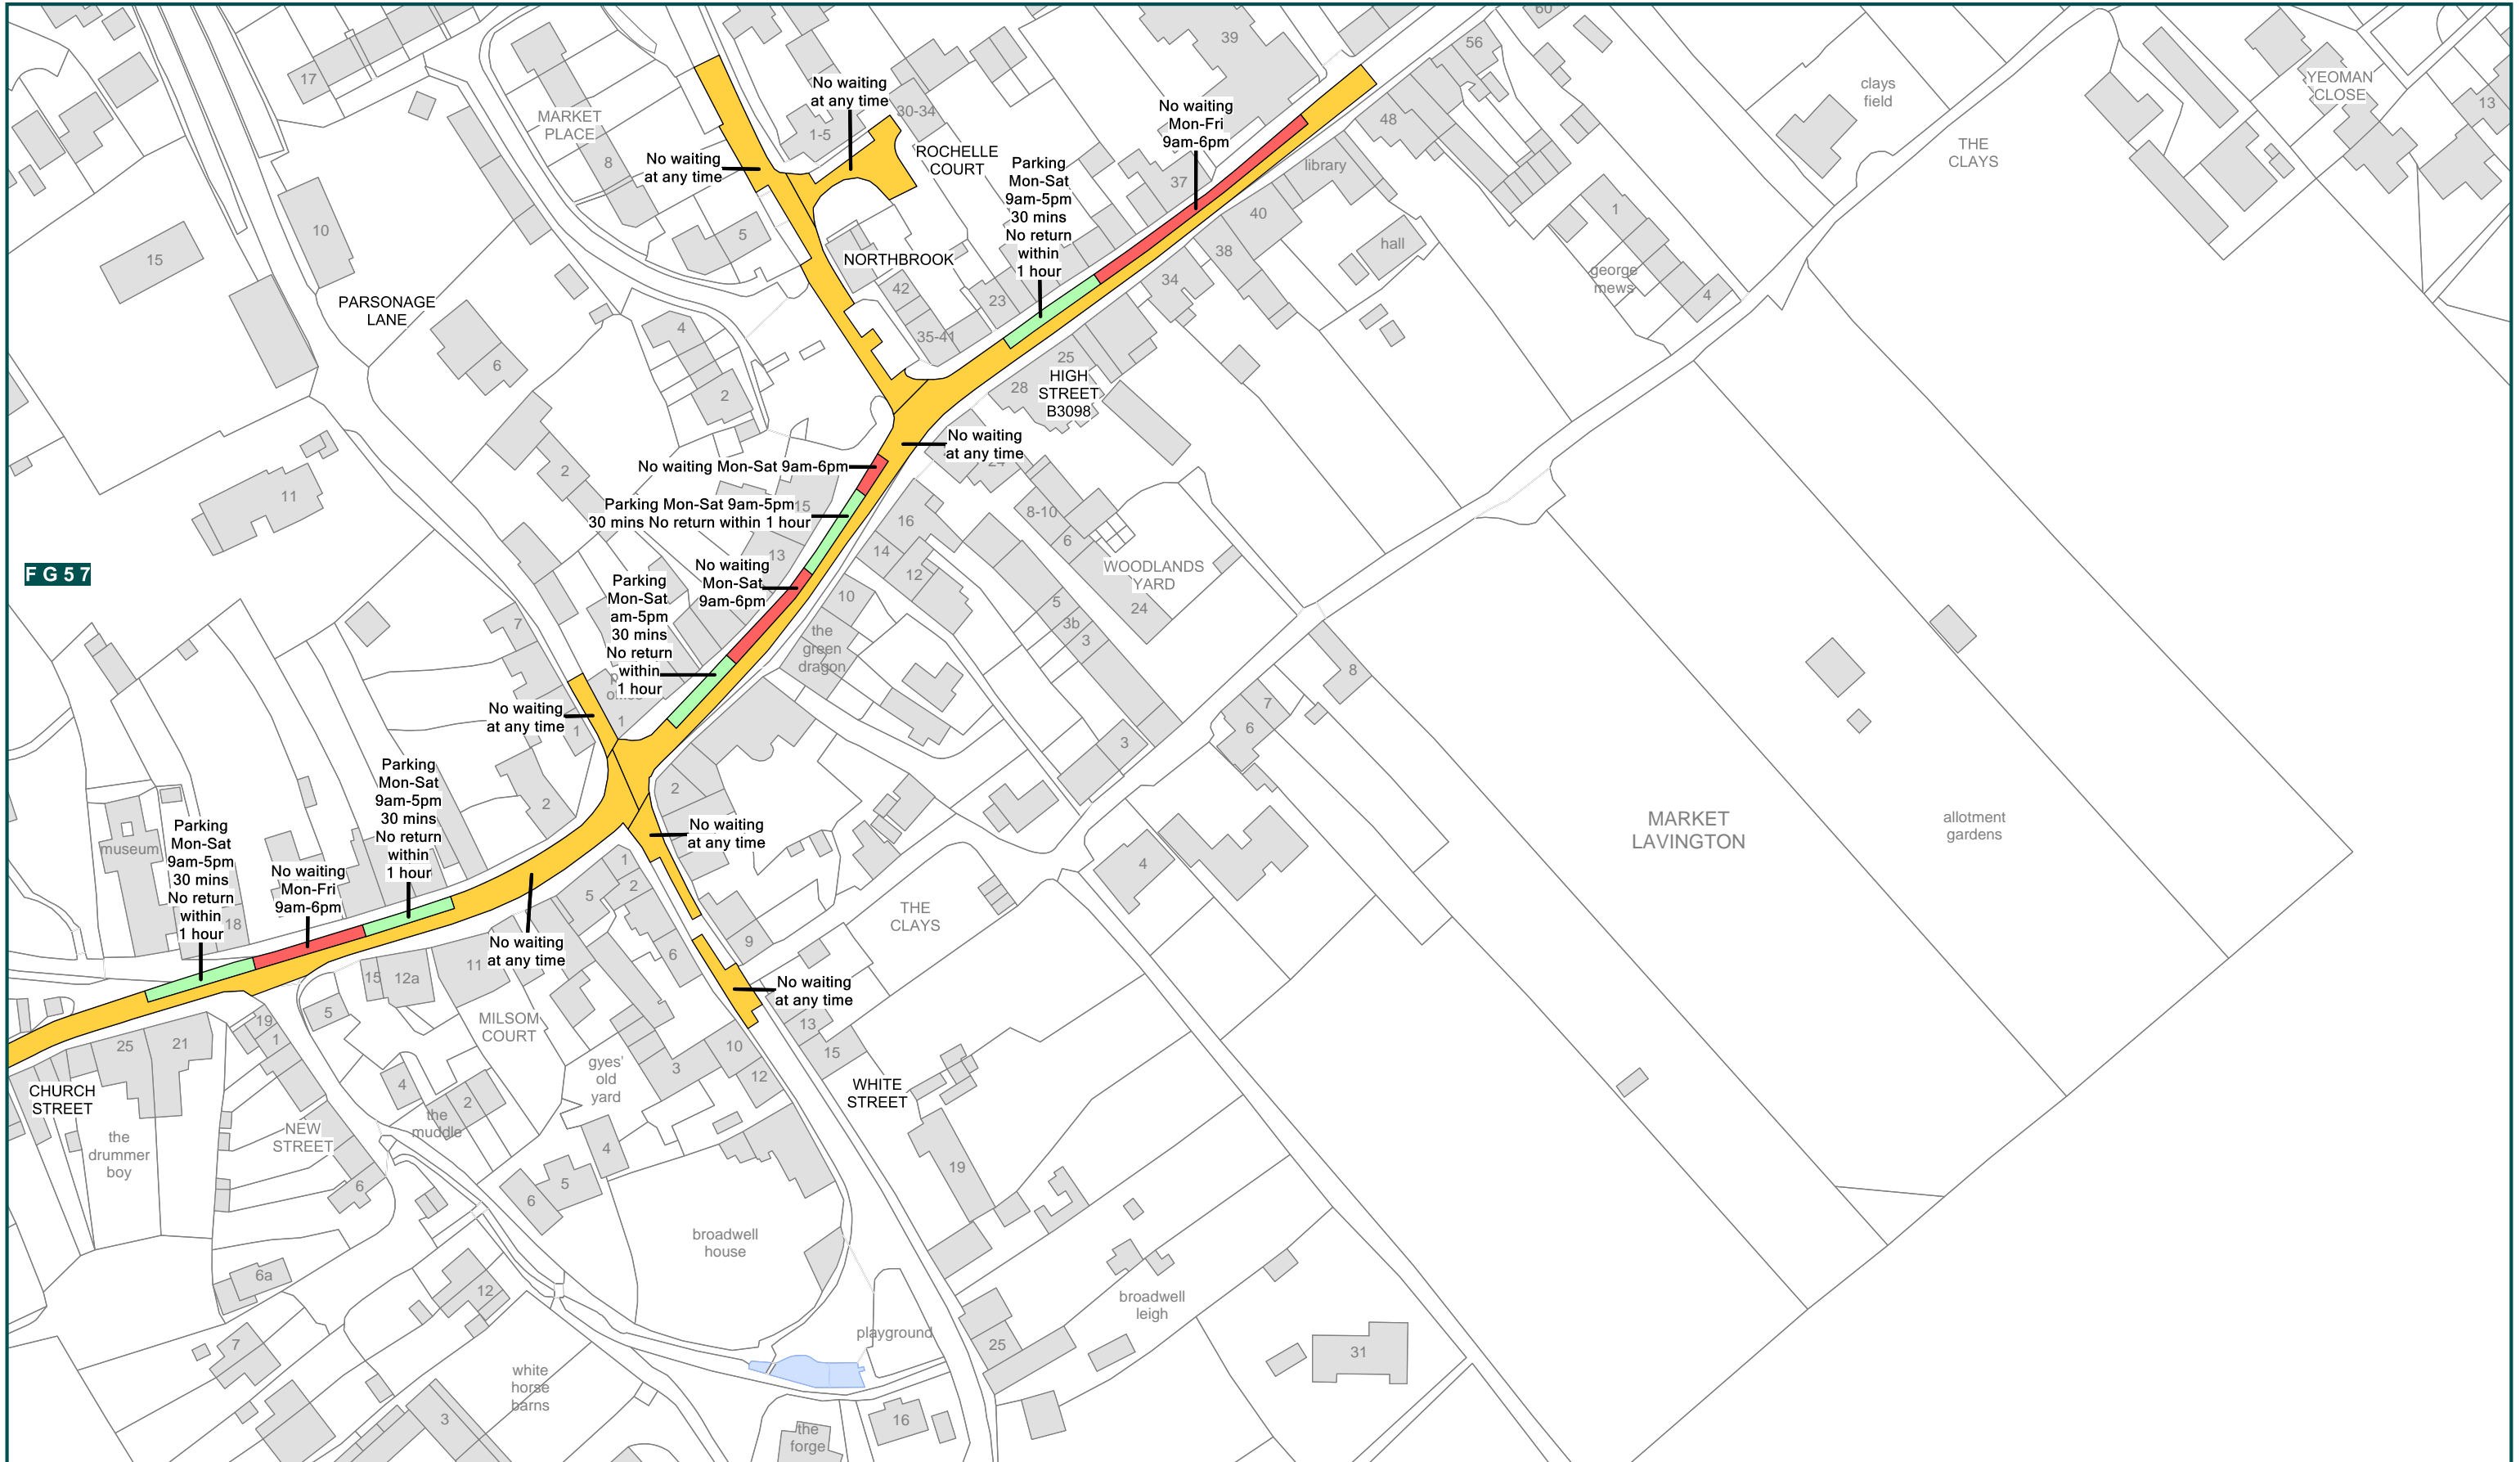 60
56
39
17
clays
field
YEOMAN
CLOSE
13
No waiting
at any time
30-34
No waiting
Mon-Fri
9am-6pm
48
MARKET
PLACE
1-5
8
No waiting
at any time
ROCHELLE
COURT
THE
CLAYS
library
37
Parking
Mon-Sat
9am-5pm
30 mins
No return
within
1 hour
10
15
5
40
1
hall
38
NORTHBROOK
george
mews
4
34
42
23
PARSONAGE
LANE
4
35-41
6
25
28
HIGH
STREET
B3098
2
No waiting
at any time
24
2
No waiting Mon-Sat 9am-6pm
11
15
Parking Mon-Sat 9am-5pm
30 mins No return within 1 hour
16
8-10
6
14
13
12
F G 5 7
WOODLANDS
YARD
24
No waiting
Mon-Sat
9am-6pm
Parking
Mon-Sat
am-5pm
30 mins
No return
within
1 hour
10
5
3b
3
7
the
green
dragon
8
1
No waiting
at any time
1
7
6
3
2
2
Parking
Mon-Sat
9am-5pm
30 mins
No return
within
1 hour
MARKET
LAVINGTON
allotment
gardens
No waiting
at any time
museum
Parking
Mon-Sat
9am-5pm
30 mins
No return
within
1 hour
No waiting
Mon-Fri
9am-6pm
1
2
5
4
18
THE
CLAYS
9
6
No waiting
at any time
11
12a
15
No waiting
at any time
5
19
1
MILSOM
COURT
13
15
25
21
10
12
3
gyes'
old
yard
4
2
CHURCH
STREET
WHITE
STREET
the
muddle
NEW
STREET
the
drummer
boy
4
19
5
6
6
broadwell
house
6a
12
broadwell
leigh
playground
7
25
31
white
horse
barns
3
16
the
forge